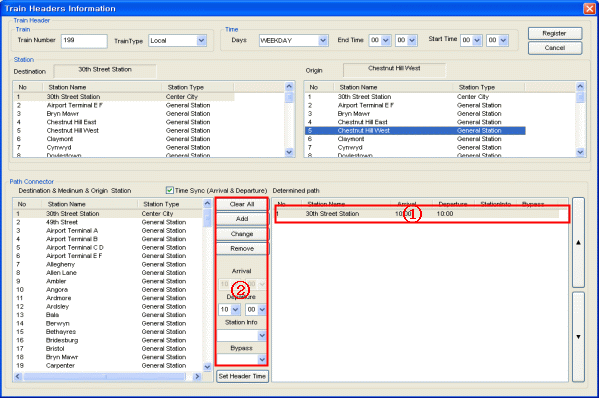 Train Headers Information
Train Header
Train
Train Number 199 TrainType Local
Time
Days WEEKDAY End Time 00 00 Start Time 00 00
Register
Cancel
Station
Destination 30th Street Station
Origin Chestnut Hill West
No Station Name Station Type
1 30th Street Station Center City
2 Airport Terminal E F General Station
3 Bryn Mawr General Station
4 Chestnut Hill East General Station
5 Chestnut Hill West General Station
6 Claymont General Station
7 Cynwyd General Station
8 Doylestown General Station
No Station Name Station Type
1 30th Street Station Center City
2 Airport Terminal E F General Station
3 Bryn Mawr General Station
4 Chestnut Hill East General Station
5 Chestnut Hill West General Station
6 Claymont General Station
7 Cynwyd General Station
8 Doylestown General Station
Path Connector
Destination & Medinum & Origin Station
Time Sync (Arrival & Departure) Determined path
No Station Name Station Type
1 30th Street Station Center City
2 49th Street General Station
3 Airport Terminal A General Station
4 Airport Terminal B General Station
5 Airport Terminal C D General Station
6 Airport Terminal E F General Station
7 Allegheny General Station
8 Allen Lane General Station
9 Ambler General Station
10 Angora General Station
11 Ardmore General Station
12 Ardsley General Station
13 Bala General Station
14 Berwyn General Station
15 Bethayres General Station
16 Bridesburg General Station
17 Bristol General Station
18 Bryn Mawr General Station
19 Carpenter General Station
Clear All
Add
Change
Remove
Arrival
10 00
②
Departure
10 00
Station Info
Bypass
Set Header Time
No Station Name Arrival Departure StationInfo Bypass
1 30th Street Station 10:00 ① 10:00
▲
▼